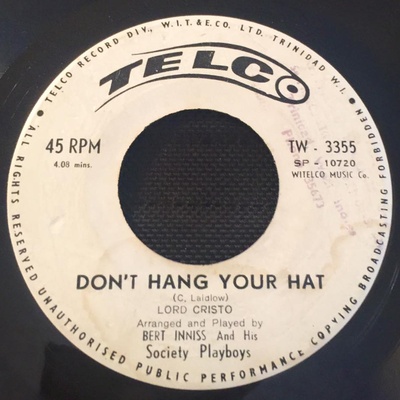 • TELCO RECORD DIV., W.I.T. & E.CO. LTD. TRINIDAD W.I. •
TELCO
45 RPM
4.08 mins.
TW - 3355
SP - 10720
WITELCO MUSIC Co.
DON'T HANG YOUR HAT
(C, Laidlow)
LORD CRISTO
Arranged and Played by
BERT INNISS And His
Society Playboys
ALL RIGHTS RESERVED UNAUTHORISED PUBLIC PERFORMANCE COPYING BROADCASTING FORBIDDEN